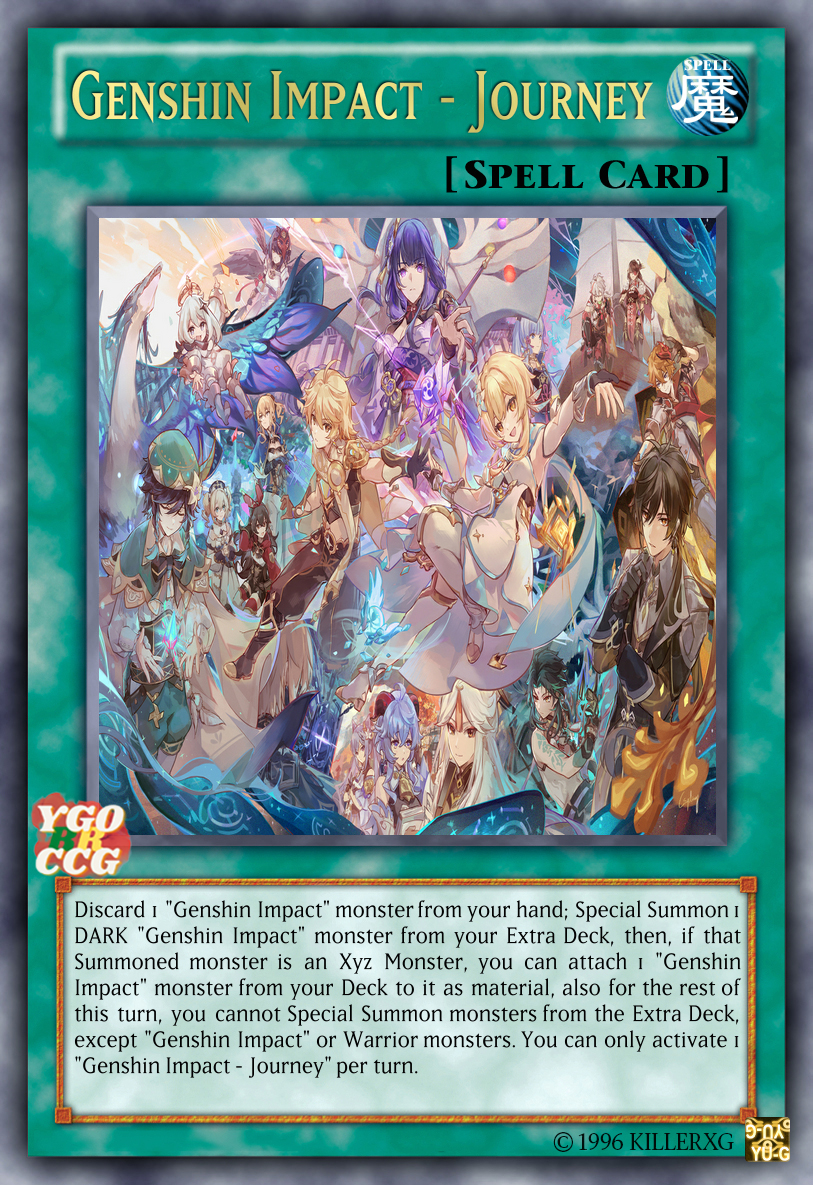 GENSHIN IMPACT - JOURNEY
SPELL
魔
[SPELL CARD]
YGO
BR
CCG
Discard 1 "Genshin Impact" monster from your hand; Special Summon 1
DARK "Genshin Impact" monster from your Extra Deck, then, if that
Summoned monster is an Xyz Monster, you can attach 1 "Genshin
Impact" monster from your Deck to it as material, also for the rest of
this turn, you cannot Special Summon monsters from the Extra Deck,
except "Genshin Impact" or Warrior monsters. You can only activate 1
"Genshin Impact - Journey" per turn.
© 1996 KILLERXG